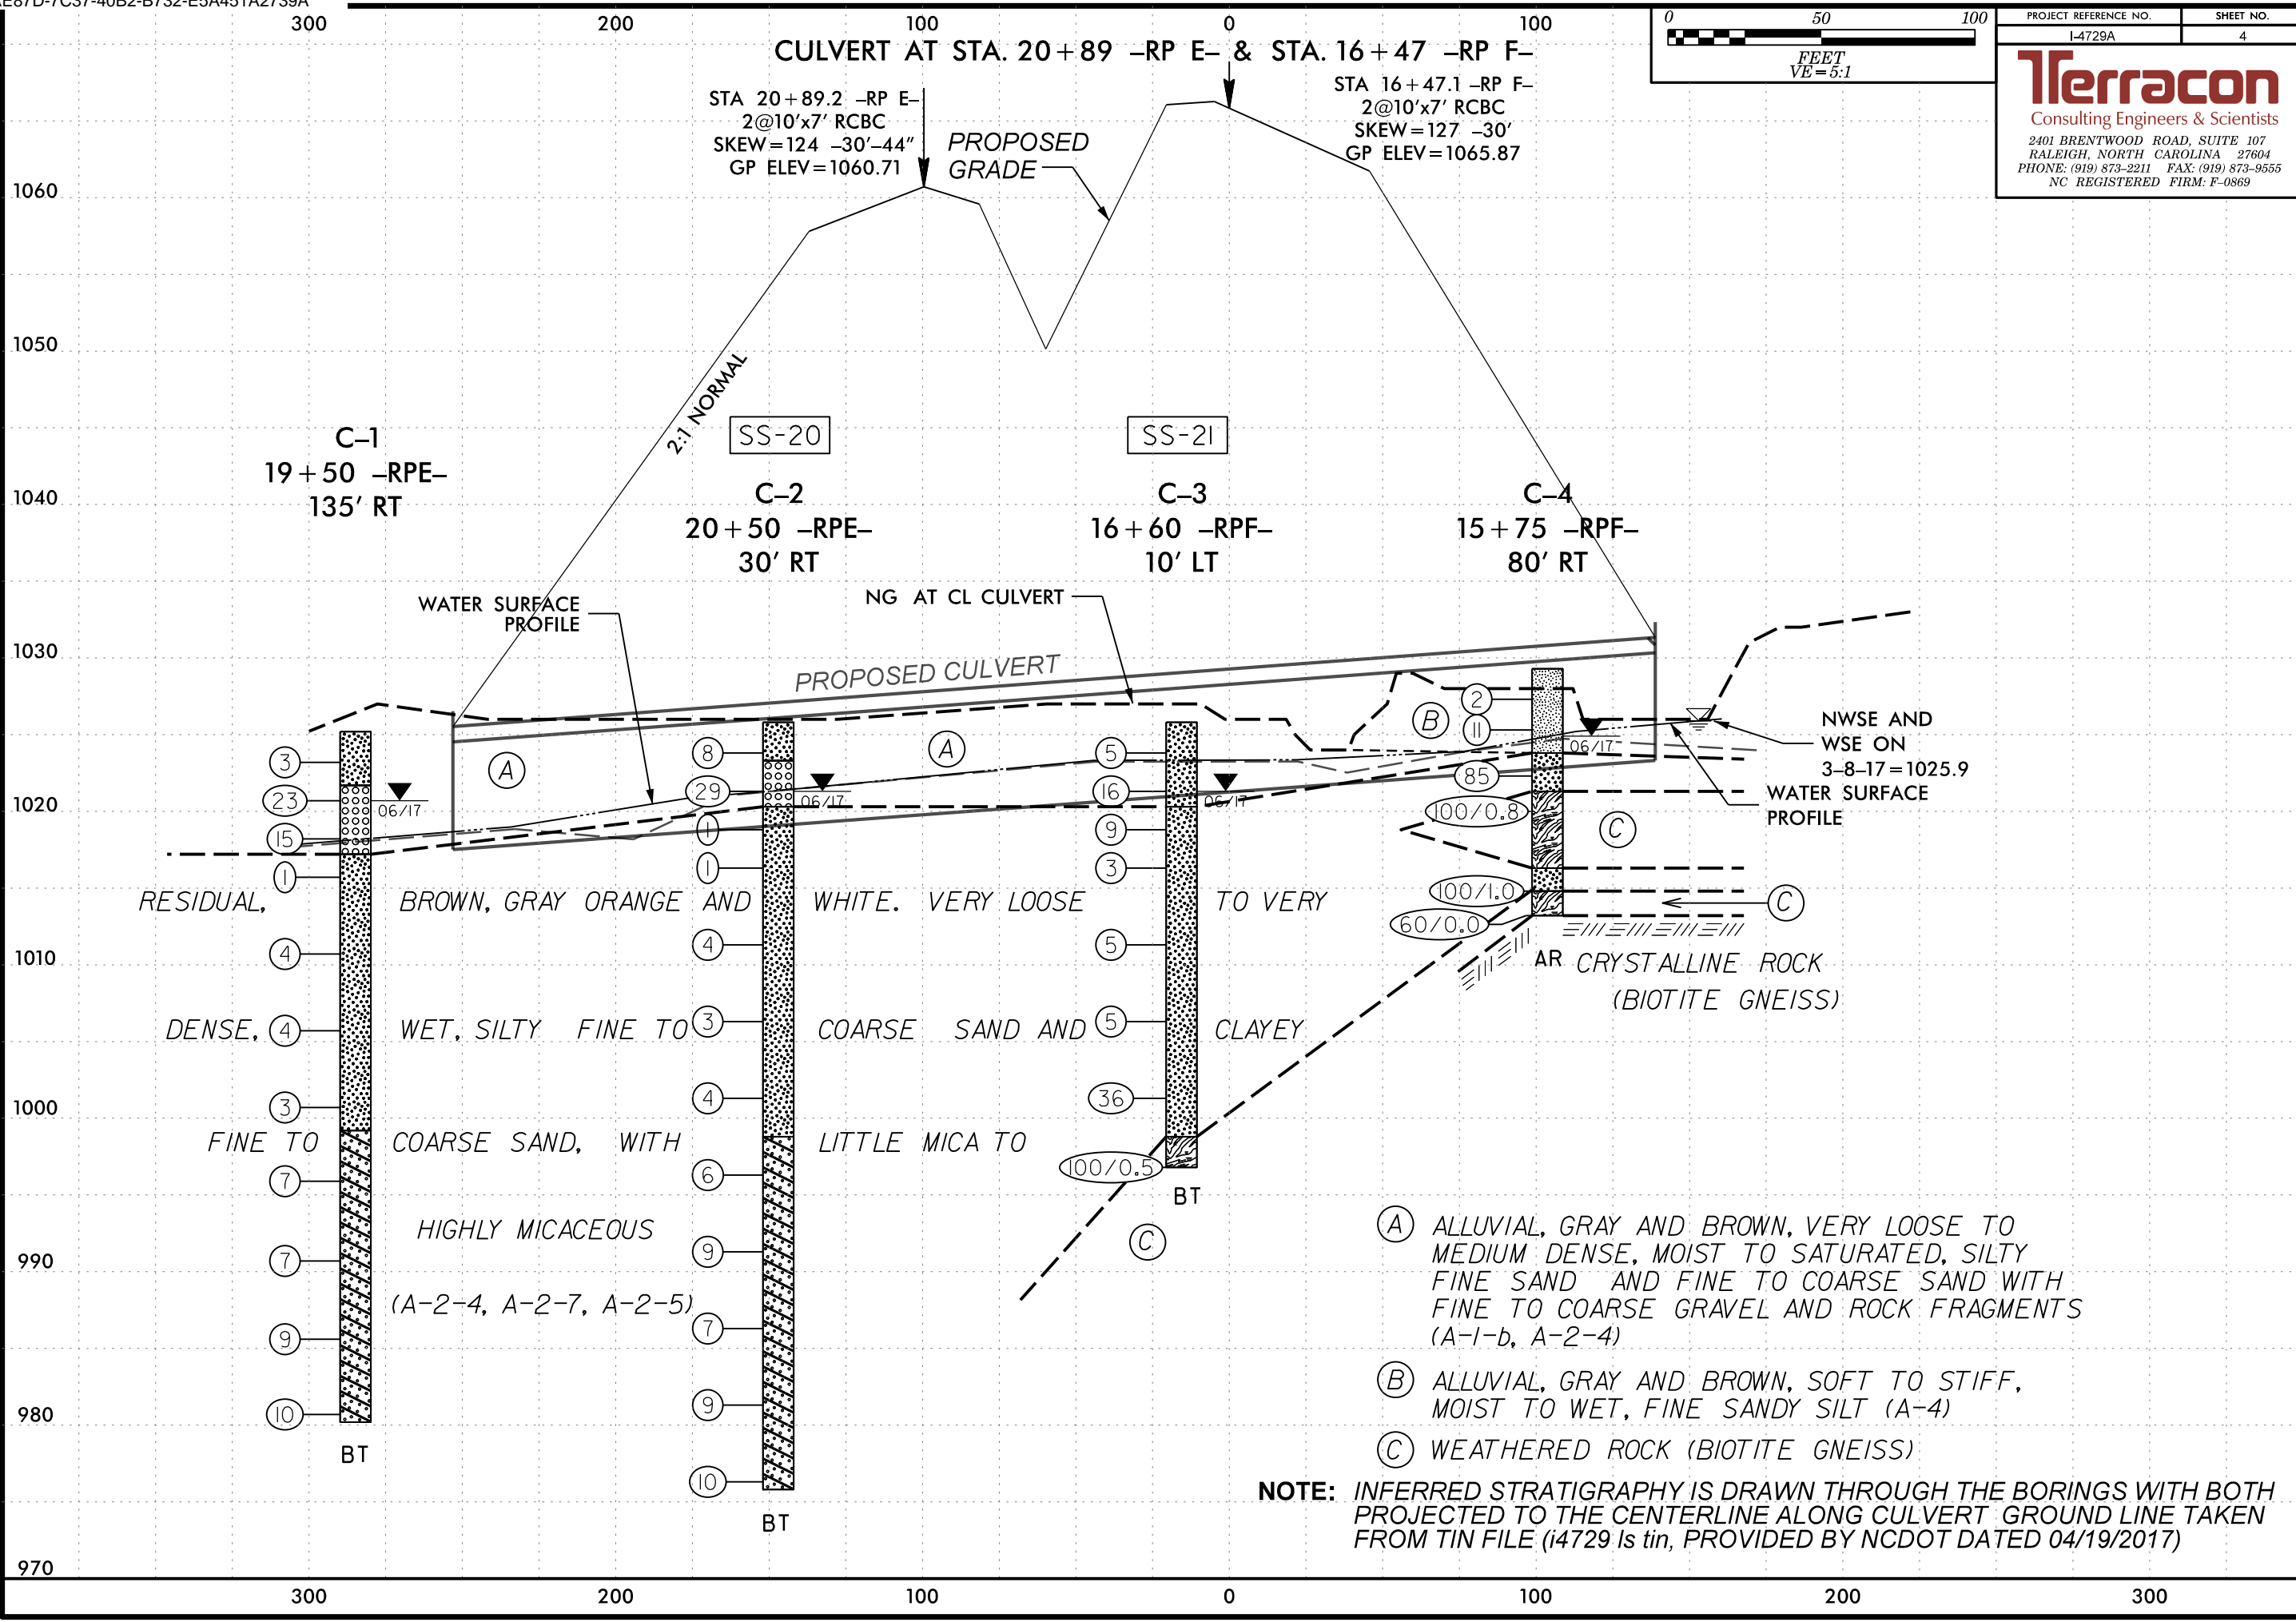 AE87D-7C37-40B2-B732-E5A451A2739A
300 200 100 0 100
CULVERT AT STA. 20+89 –RP E– & STA. 16+47 –RP F–
0 50 100
FEET
VE=5:1
PROJECT REFERENCE NO. SHEET NO.
I-4729A 4
Terracon
Consulting Engineers & Scientists
2401 BRENTWOOD ROAD, SUITE 107
RALEIGH, NORTH CAROLINA 27604
PHONE: (919) 873–2211 FAX: (919) 873–9555
NC REGISTERED FIRM: F–0869
STA 20+89.2 –RP E–
2@10'x7' RCBC
SKEW=124 –30'–44"
GP ELEV=1060.71
PROPOSED
GRADE
STA 16+47.1 –RP F–
2@10'x7' RCBC
SKEW=127 –30'
GP ELEV=1065.87
1060
1050
1040
1030
1020
1010
1000
990
980
970
2:1 NORMAL
SS-20
SS-21
C–1
19+50 –RPE–
135' RT
C–2
20+50 –RPE–
30' RT
C–3
16+60 –RPF–
10' LT
C–4
15+75 –RPF–
80' RT
WATER SURFACE
PROFILE
NG AT CL CULVERT
PROPOSED CULVERT
A
A
B
C
C
C
3
23
15
1
4
4
3
7
7
9
10
BT
06/17
8
29
1
1
4
3
4
6
9
7
9
10
BT
06/17
5
16
9
3
5
5
36
100/0.5
BT
06/17
2
11
85
100/0.8
100/1.0
60/0.0
AR
06/17
NWSE AND
WSE ON
3–8–17=1025.9
WATER SURFACE
PROFILE
RESIDUAL, BROWN, GRAY ORANGE AND WHITE. VERY LOOSE TO VERY
DENSE, WET, SILTY FINE TO COARSE SAND AND CLAYEY
FINE TO COARSE SAND, WITH LITTLE MICA TO
HIGHLY MICACEOUS
(A-2-4, A-2-7, A-2-5)
CRYSTALLINE ROCK
(BIOTITE GNEISS)
A ALLUVIAL, GRAY AND BROWN, VERY LOOSE TO
MEDIUM DENSE, MOIST TO SATURATED, SILTY
FINE SAND AND FINE TO COARSE SAND WITH
FINE TO COARSE GRAVEL AND ROCK FRAGMENTS
(A-1-b, A-2-4)
B ALLUVIAL, GRAY AND BROWN, SOFT TO STIFF,
MOIST TO WET, FINE SANDY SILT (A-4)
C WEATHERED ROCK (BIOTITE GNEISS)
NOTE: INFERRED STRATIGRAPHY IS DRAWN THROUGH THE BORINGS WITH BOTH
PROJECTED TO THE CENTERLINE ALONG CULVERT GROUND LINE TAKEN
FROM TIN FILE (i4729 ls tin, PROVIDED BY NCDOT DATED 04/19/2017)
300 200 100 0 100 200 300